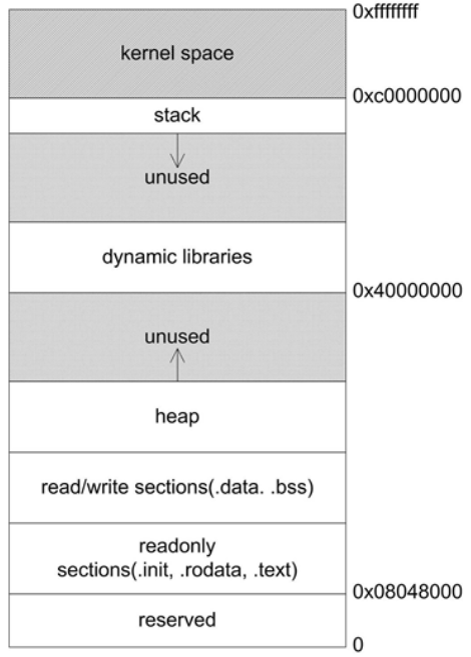 0xffffffff
kernel space
0xc0000000
stack
unused
dynamic libraries
0x40000000
unused
heap
read/write sections(.data. .bss)
readonly
sections(.init, .rodata, .text)
0x08048000
reserved
0